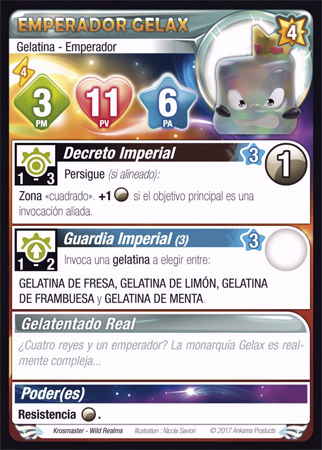 EMPERADOR GELAX
4
Gelatina - Emperador
4
3
PM
11
PV
6
PA
Decreto Imperial
3
1
1 - 3
Persigue (si alineado):
Zona «cuadrado». +1 si el objetivo principal es una
invocación aliada.
Guardia Imperial (3)
3
1 - 2
Invoca una gelatina a elegir entre:
GELATINA DE FRESA, GELATINA DE LIMÓN, GELATINA
DE FRAMBUESA y GELATINA DE MENTA.
Gelatentado Real
¿Cuatro reyes y un emperador? La monarquía Gelax es real-
mente compleja...
Poder(es)
Resistencia .
Krosmaster - Wild Realms Illustration : Nicola Saviori © 2017 Ankama Products